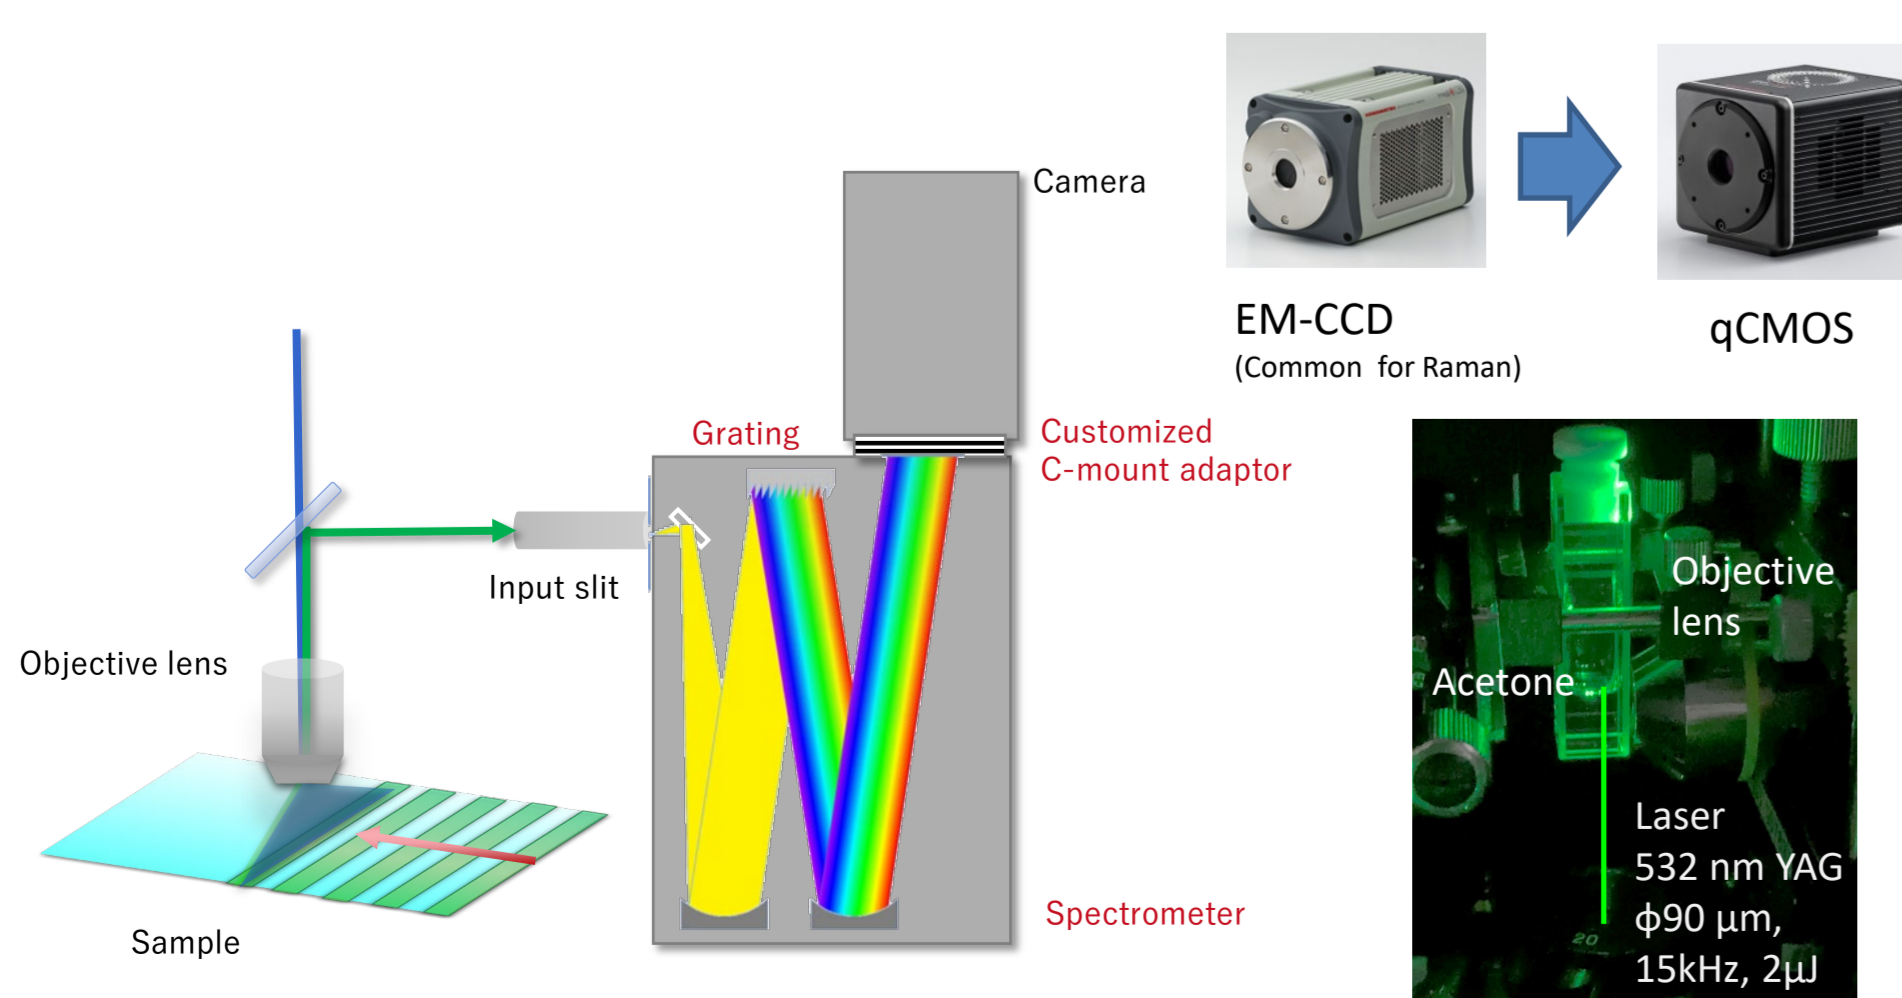 Camera
EM-CCD
(Common for Raman)
qCMOS
Grating
Customized
C-mount adaptor
Input slit
Objective lens
Sample
Spectrometer
Objective
lens
Acetone
Laser
532 nm YAG
φ90 μm,
15kHz, 2μJ
20